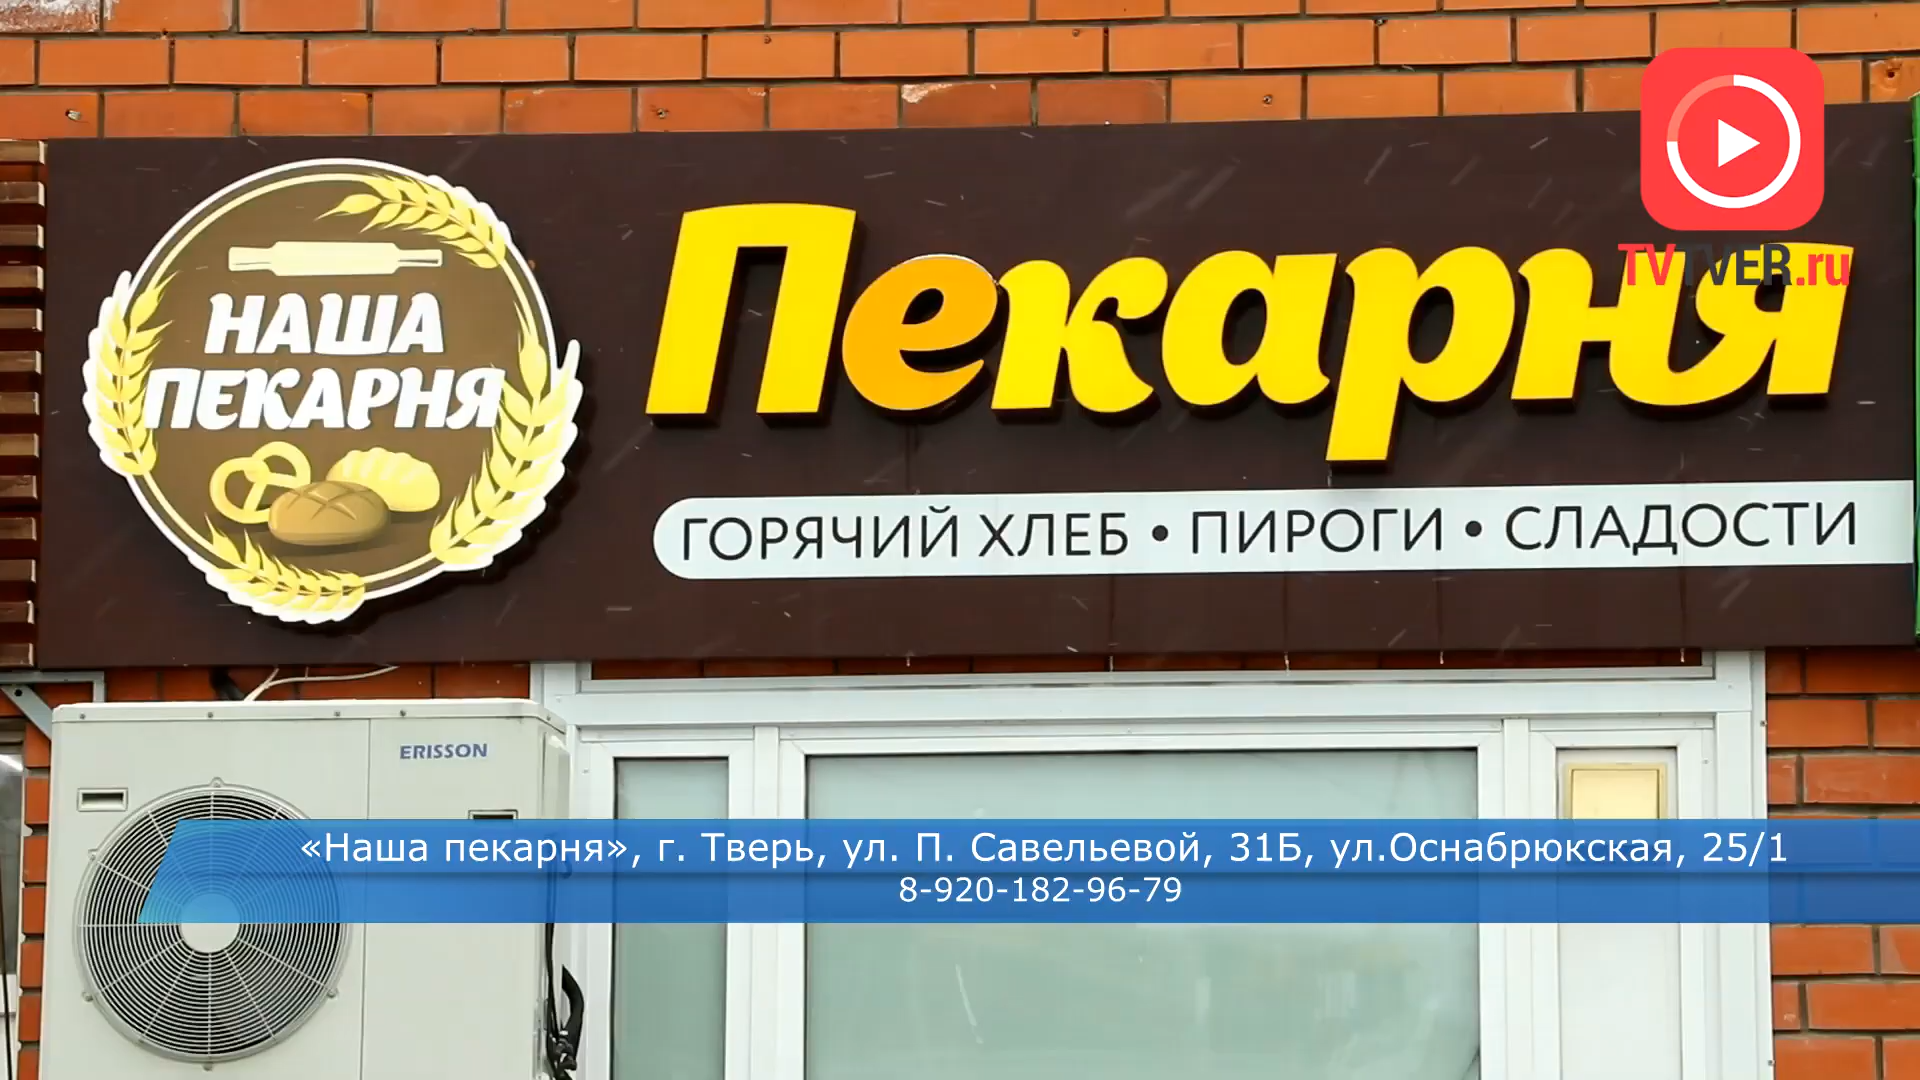 TVTVER.ru
НАША
ПЕКАРНЯ
Пекарня
ГОРЯЧИЙ ХЛЕБ • ПИРОГИ • СЛАДОСТИ
ERISSON
«Наша пекарня», г. Тверь, ул. П. Савельевой, 31Б, ул.Оснабрюкская, 25/1
8-920-182-96-79